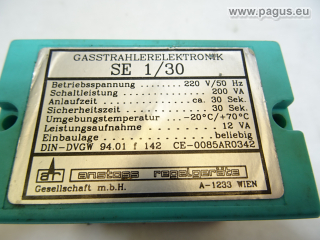 www.pagus.eu
GASSTRAHLERELEKTRONIK
SE 1/30
Betriebsspannung ........ 220 V/50 Hz
Schaltleistung .............. 200 VA
Anlaufzeit .............. ca. 30 Sek.
Sicherheitszeit ............. 30 Sek.
Umgebungstemperatur .... -20°C/+70°C
Leistungsaufnahme ............ 12 VA
Einbaulage ................ beliebig
DIN-DVGW 94.01 f 142 CE-0085AR0342
anstoss regelgeräte
Gesellschaft m.b.H. A-1233 WIEN